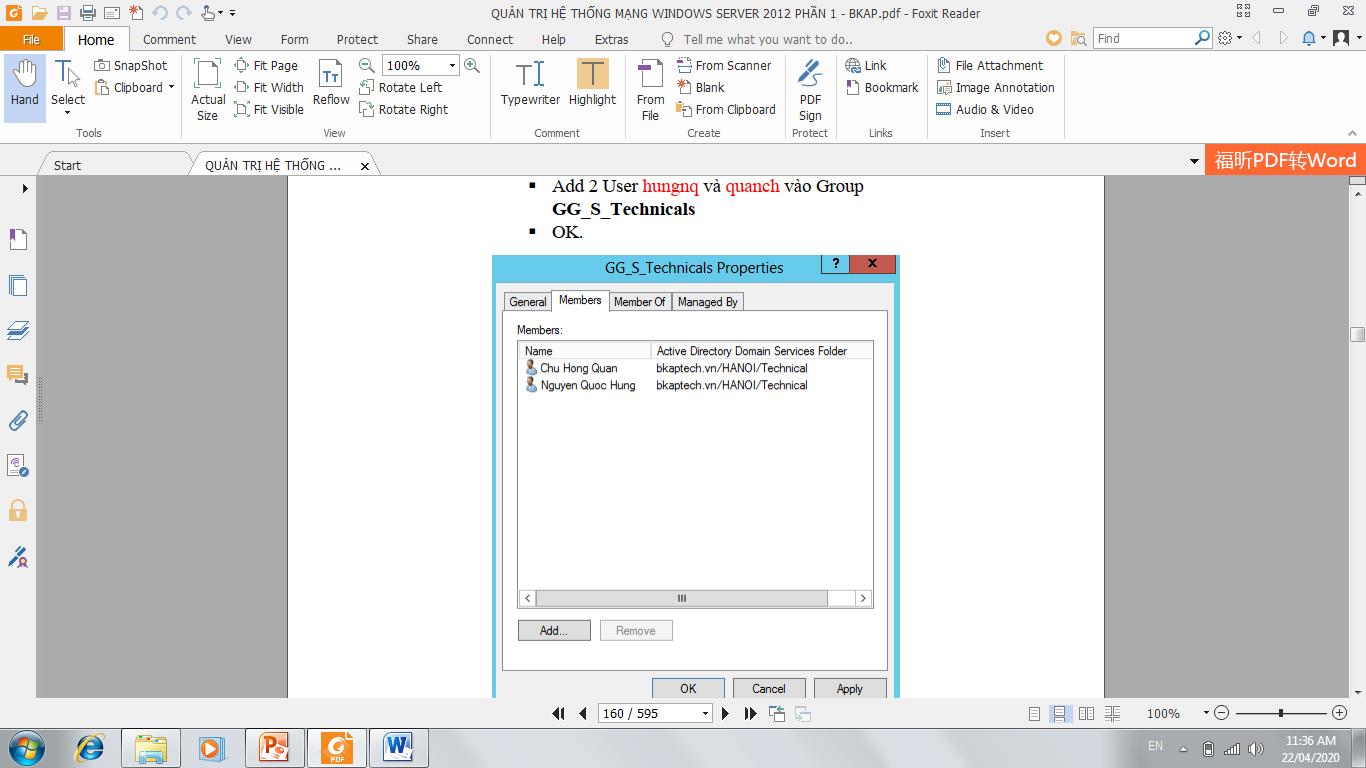 QUẢN TRỊ HỆ THỐNG MẠNG WINDOWS SERVER 2012 PHẦN 1 - BKAP.pdf - Foxit Reader
File Home Comment View Form Protect Share Connect Help Extras Tell me what you want to do.. Find
Hand
Select
SnapShot
Clipboard
Tools
Actual
Size
Fit Page
Fit Width
Fit Visible
Reflow
100%
Rotate Left
Rotate Right
View
Typewriter
Highlight
Comment
From
File
From Scanner
Blank
From Clipboard
Create
PDF
Sign
Protect
Link
Bookmark
Links
File Attachment
Image Annotation
Audio & Video
Insert
Start
QUẢN TRỊ HỆ THỐNG ...
福昕PDF转Word
▪ Add 2 User hungnq và quanch vào Group
GG_S_Technicals
▪ OK.
GG_S_Technicals Properties
? x
General Members Member Of Managed By
Members:
Name Active Directory Domain Services Folder
Chu Hong Quan bkaptech.vn/HANOI/Technical
Nguyen Quoc Hung bkaptech.vn/HANOI/Technical
Add... Remove
OK Cancel Apply
160 / 595
100%
PDF
EN
11:36 AM
22/04/2020